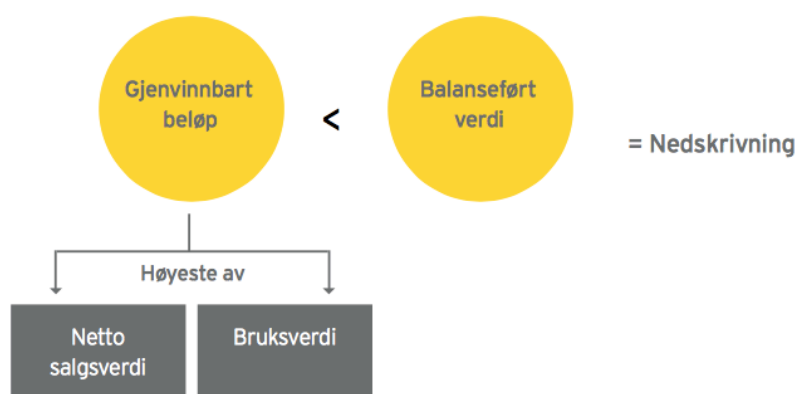 Gjenvinnbart
beløp
<
Balanseført
verdi
= Nedskrivning
Høyeste av
Netto
salgsverdi
Bruksverdi